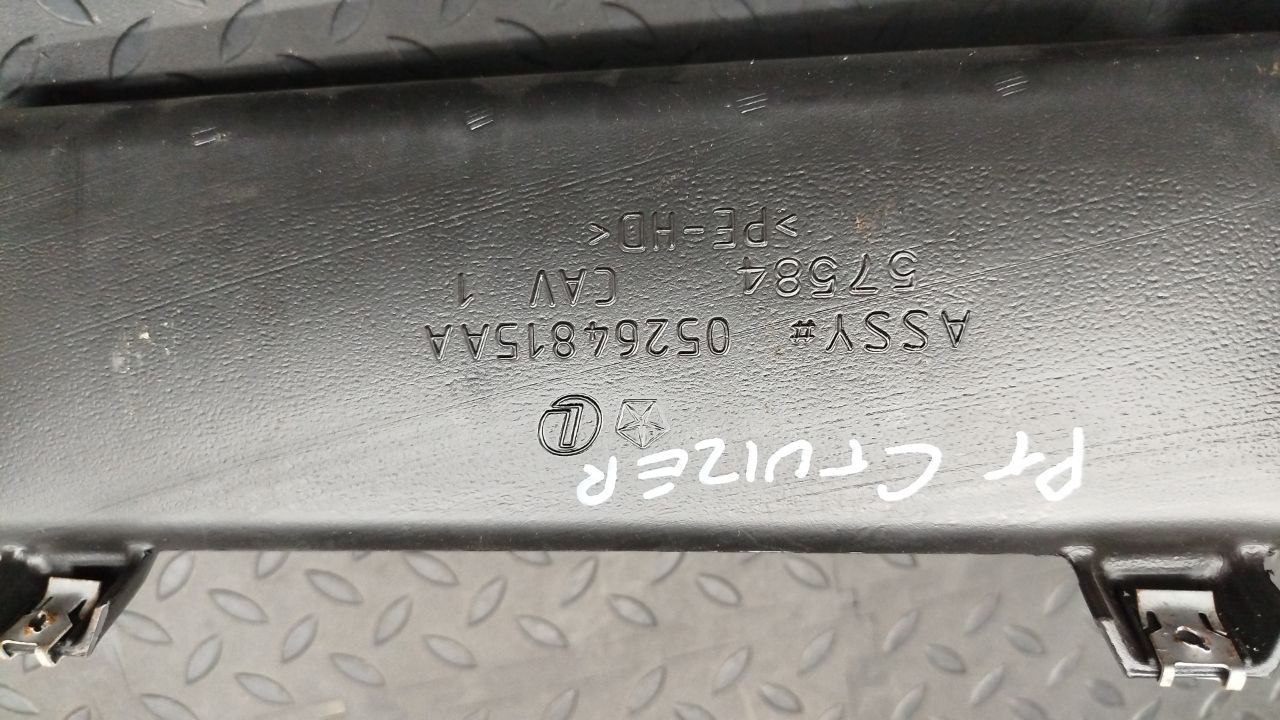 PT CruIZER
ASSY# 05264815AA
57584 CAV 1
>PE-HD<